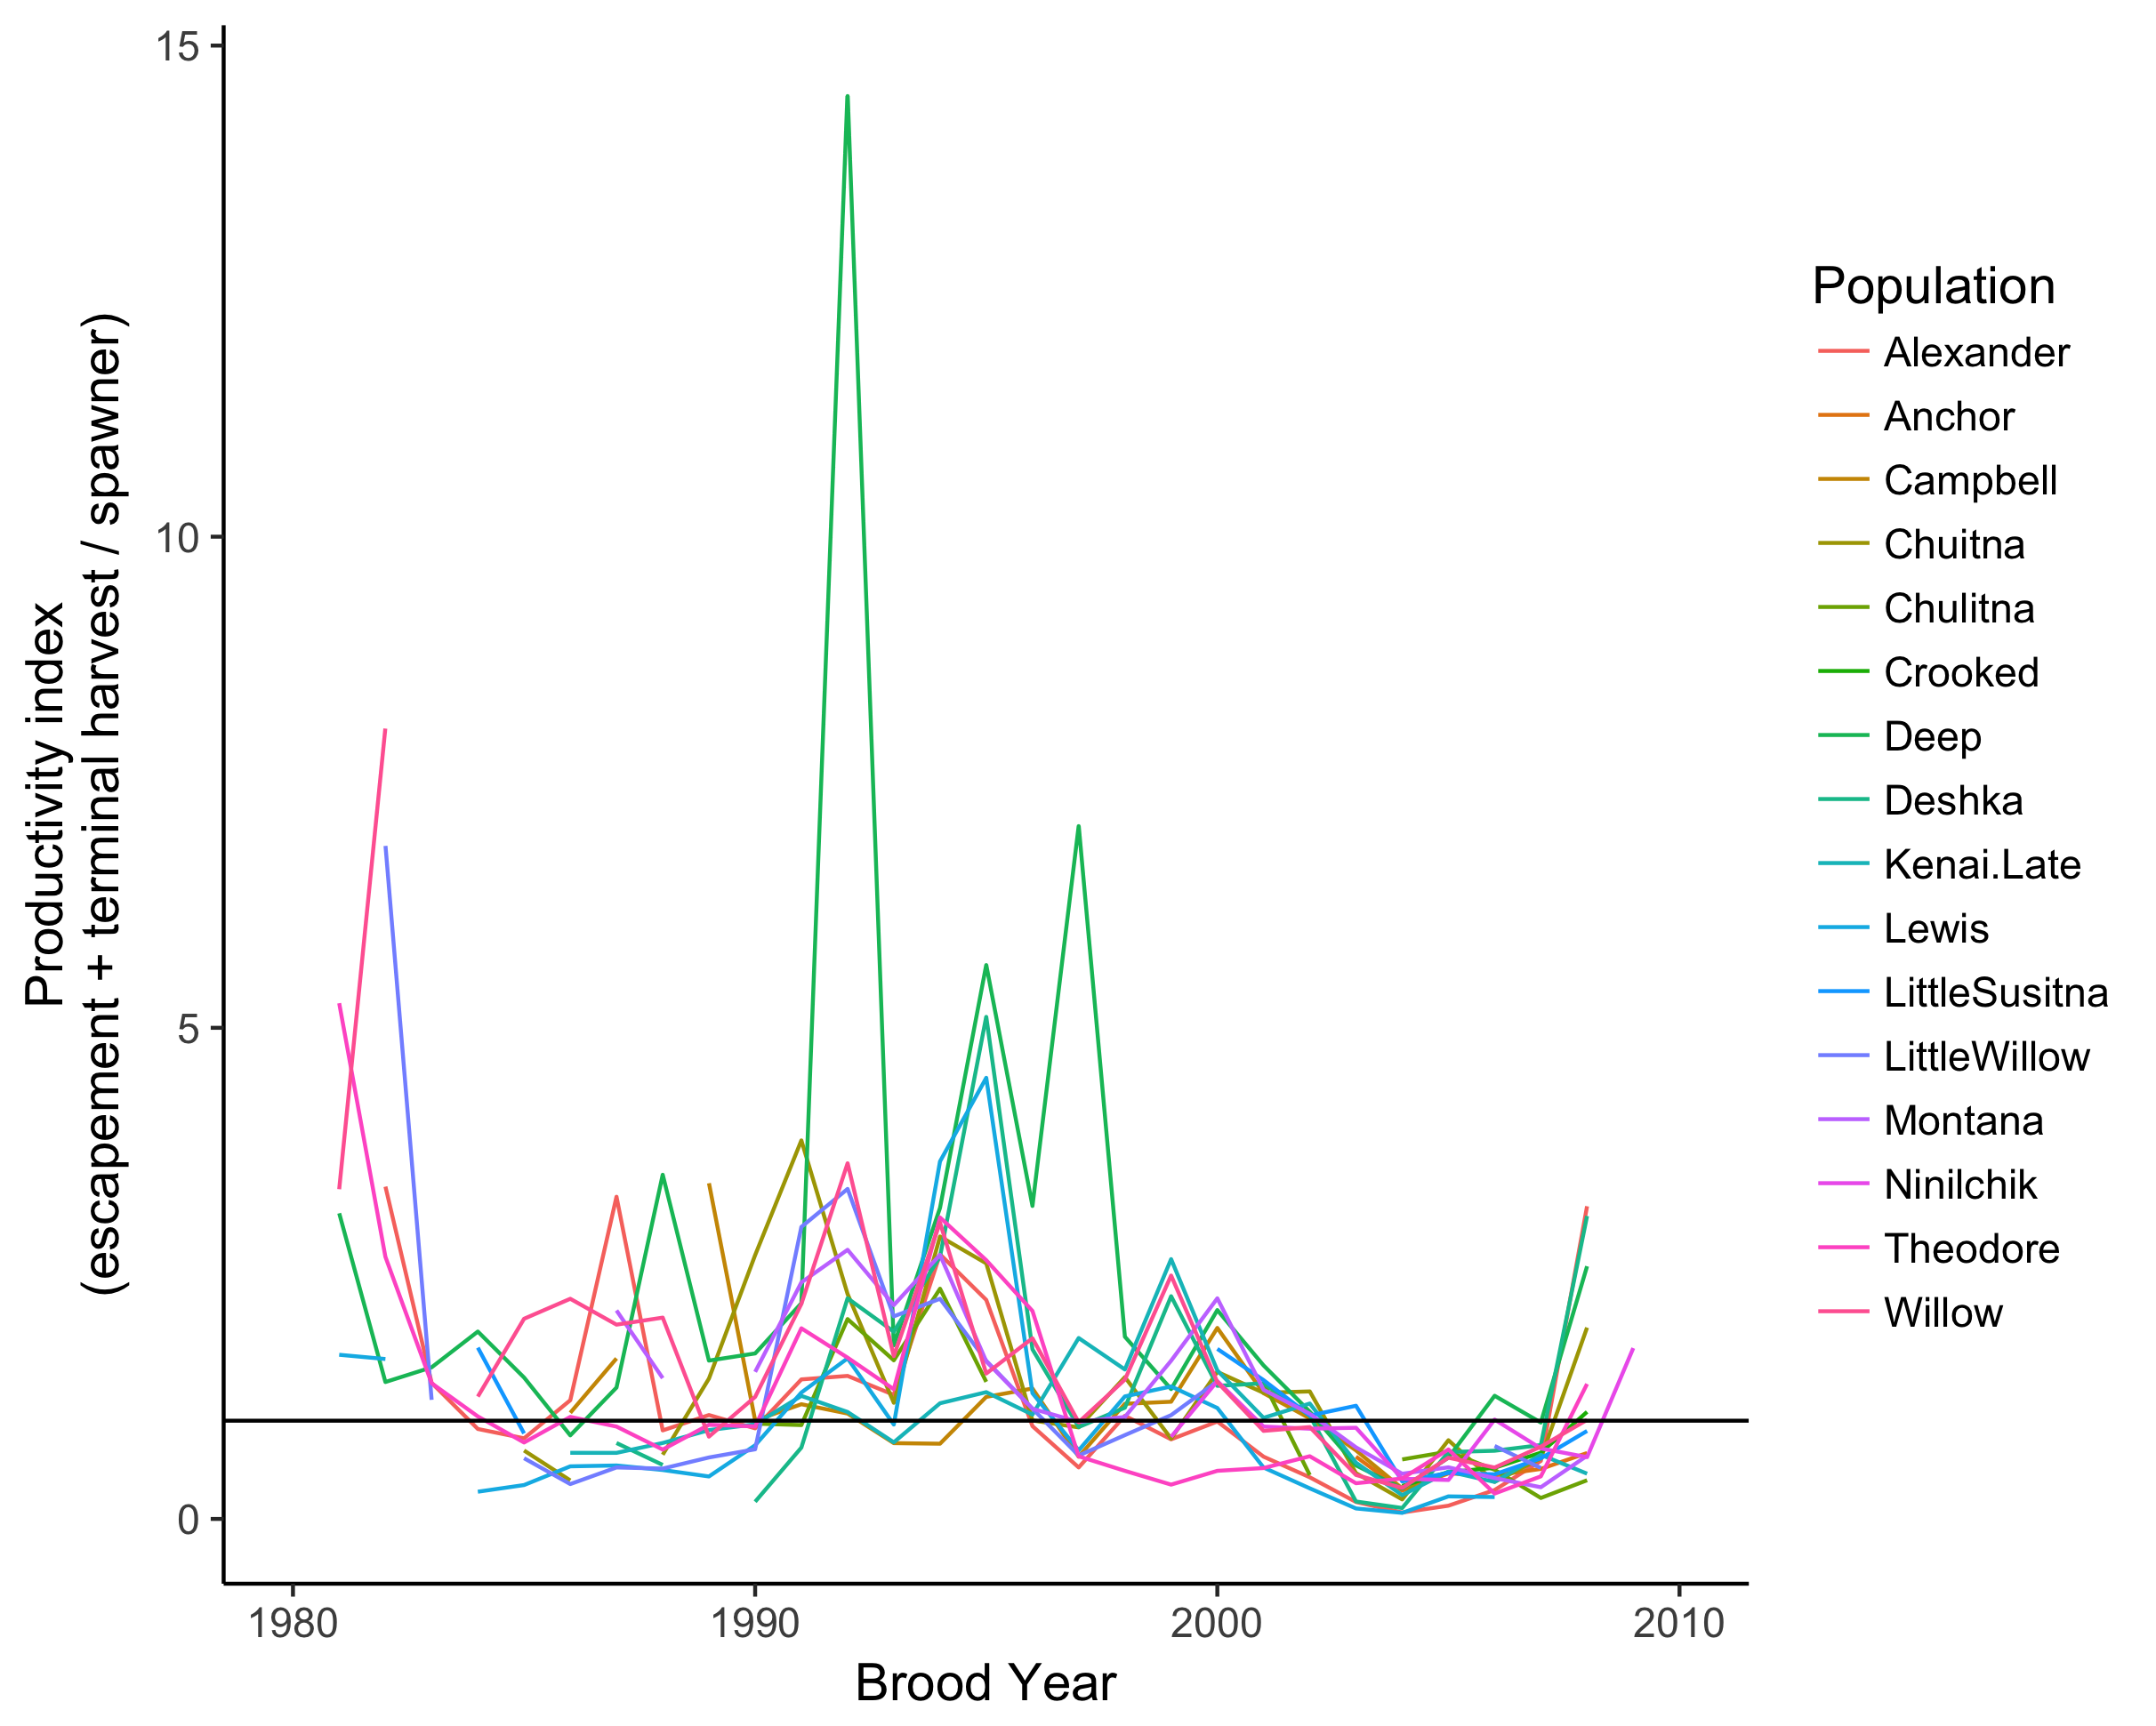 Productivity index
(escapement + terminal harvest / spawner)
15
10
5
0
1980
1990
2000
2010
Brood Year
Population
Alexander
Anchor
Campbell
Chuitna
Chulitna
Crooked
Deep
Deshka
Kenai.Late
Lewis
LittleSusitna
LittleWillow
Montana
Ninilchik
Theodore
Willow